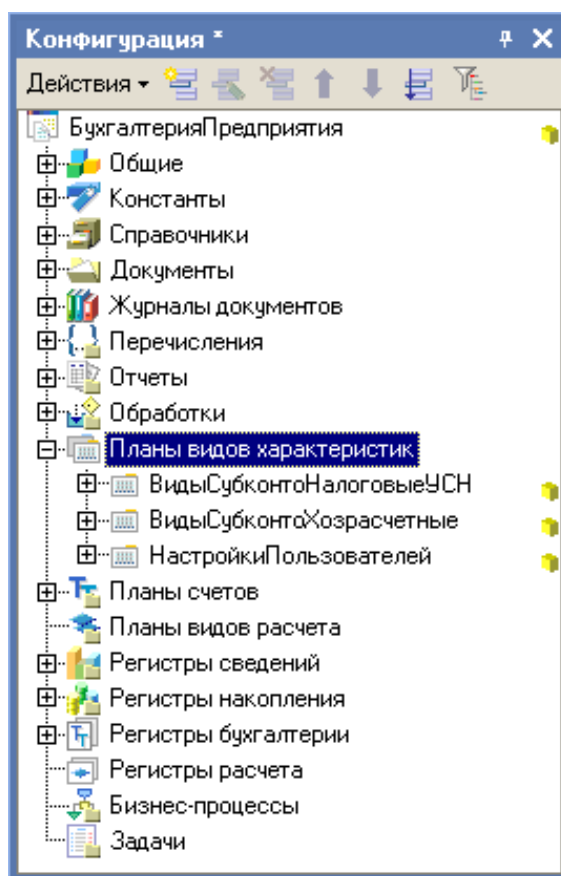 Конфигурация *
Действия
БухгалтерияПредприятия
Общие
Константы
Справочники
Документы
Журналы документов
Перечисления
Отчеты
Обработки
Планы видов характеристик
ВидыСубконтоНалоговыеУСН
ВидыСубконтоХозрасчетные
НастройкиПользователей
Планы счетов
Планы видов расчета
Регистры сведений
Регистры накопления
Регистры бухгалтерии
Регистры расчета
Бизнес-процессы
Задачи